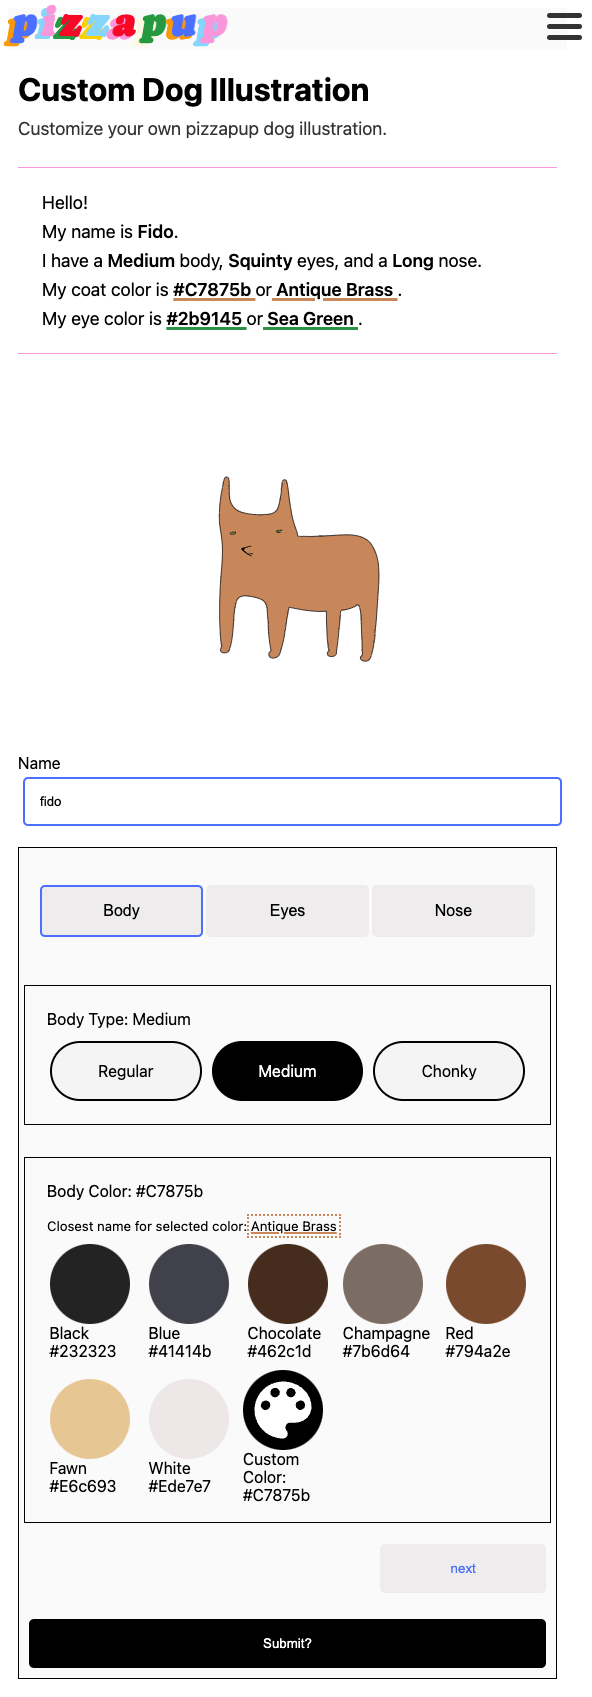 pizzapup
Custom Dog Illustration
Customize your own pizzapup dog illustration.
Hello!
My name is Fido.
I have a Medium body, Squinty eyes, and a Long nose.
My coat color is #C7875b or Antique Brass .
My eye color is #2b9145 or Sea Green .
Name
fido
Body Eyes Nose
Body Type: Medium
Regular Medium Chonky
Body Color: #C7875b
Closest name for selected color: Antique Brass
Black Blue Chocolate Champagne Red
#232323 #41414b #462c1d #7b6d64 #794a2e
Fawn White Custom Color:
#E6c693 #Ede7e7 #C7875b
next
Submit?